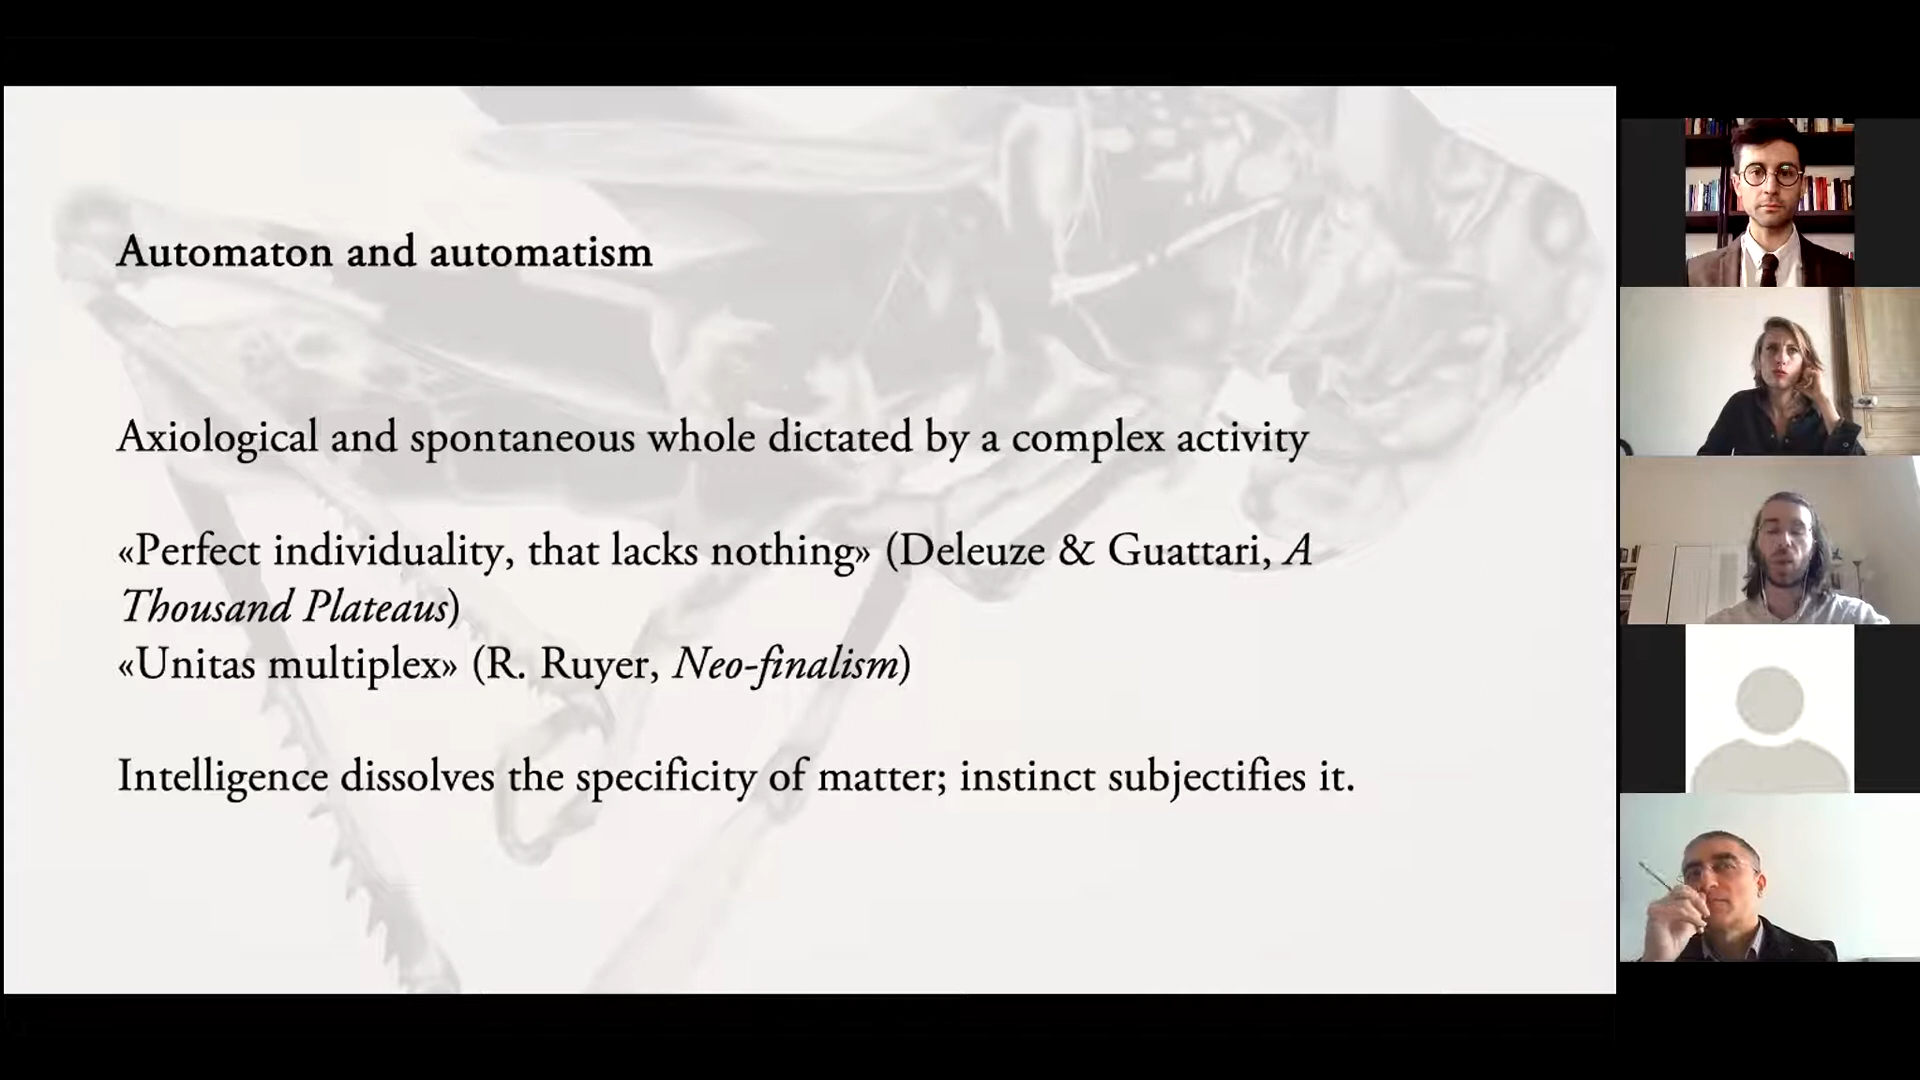 Automaton and automatism
Axiological and spontaneous whole dictated by a complex activity
«Perfect individuality, that lacks nothing» (Deleuze & Guattari, A
Thousand Plateaus)
«Unitas multiplex» (R. Ruyer, Neo-finalism)
Intelligence dissolves the specificity of matter; instinct subjectifies it.